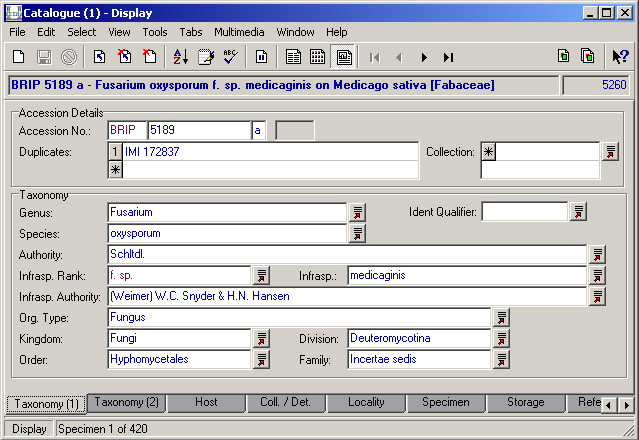 Catalogue (1) - Display
File Edit Select View Tools Tabs Multimedia Window Help
BRIP 5189 a - Fusarium oxysporum f. sp. medicaginis on Medicago sativa [Fabaceae] 5260
Accession Details
Accession No.: BRIP 5189 a
Duplicates: 1 IMI 172837 Collection: *
*
Taxonomy
Genus: Fusarium Ident Qualifier:
Species: oxysporum
Authority: Schltdl.
Infrasp. Rank: f. sp. Infrasp.: medicaginis
Infrasp. Authority: (Weimer) W.C. Snyder & H.N. Hansen
Org. Type: Fungus
Kingdom: Fungi Division: Deuteromycotina
Order: Hyphomycetales Family: Incertae sedis
Taxonomy (1) Taxonomy (2) Host Coll. / Det. Locality Specimen Storage Refe
Display Specimen 1 of 420